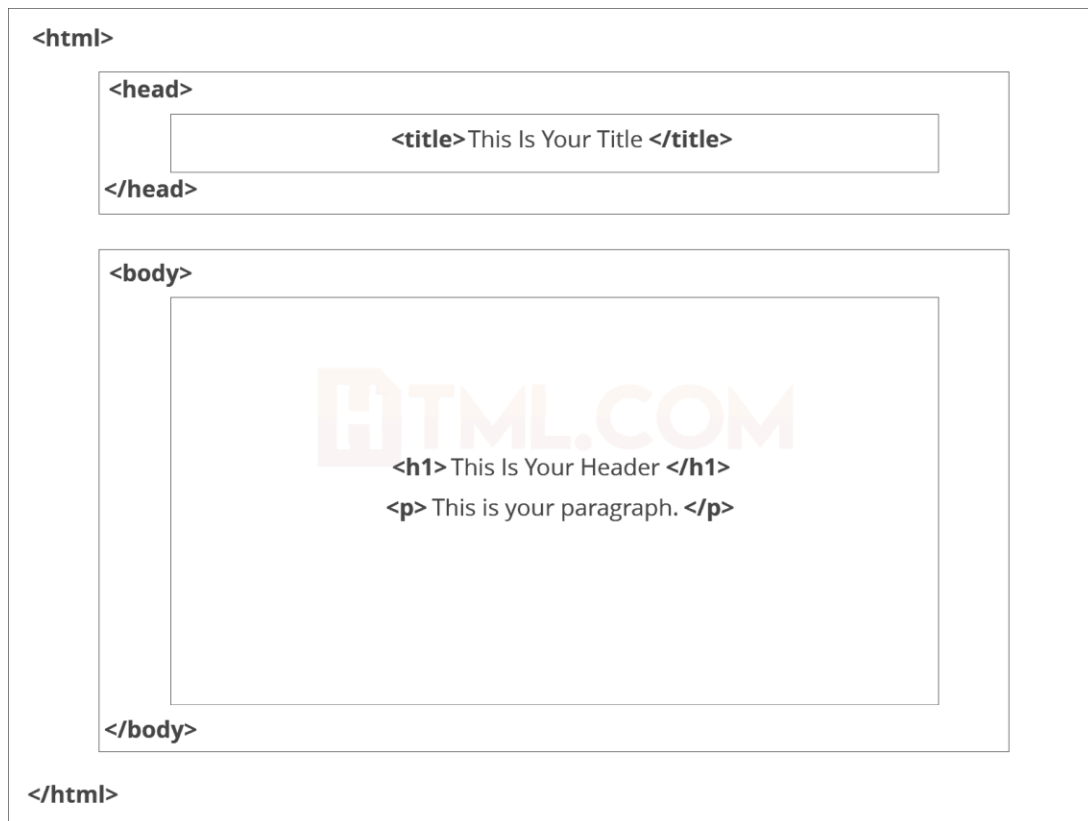 <html>
<head>
<title>This Is Your Title </title>
</head>
<body>
HTML.COM
<h1> This Is Your Header </h1>
<p> This is your paragraph. </p>
</body>
</html>